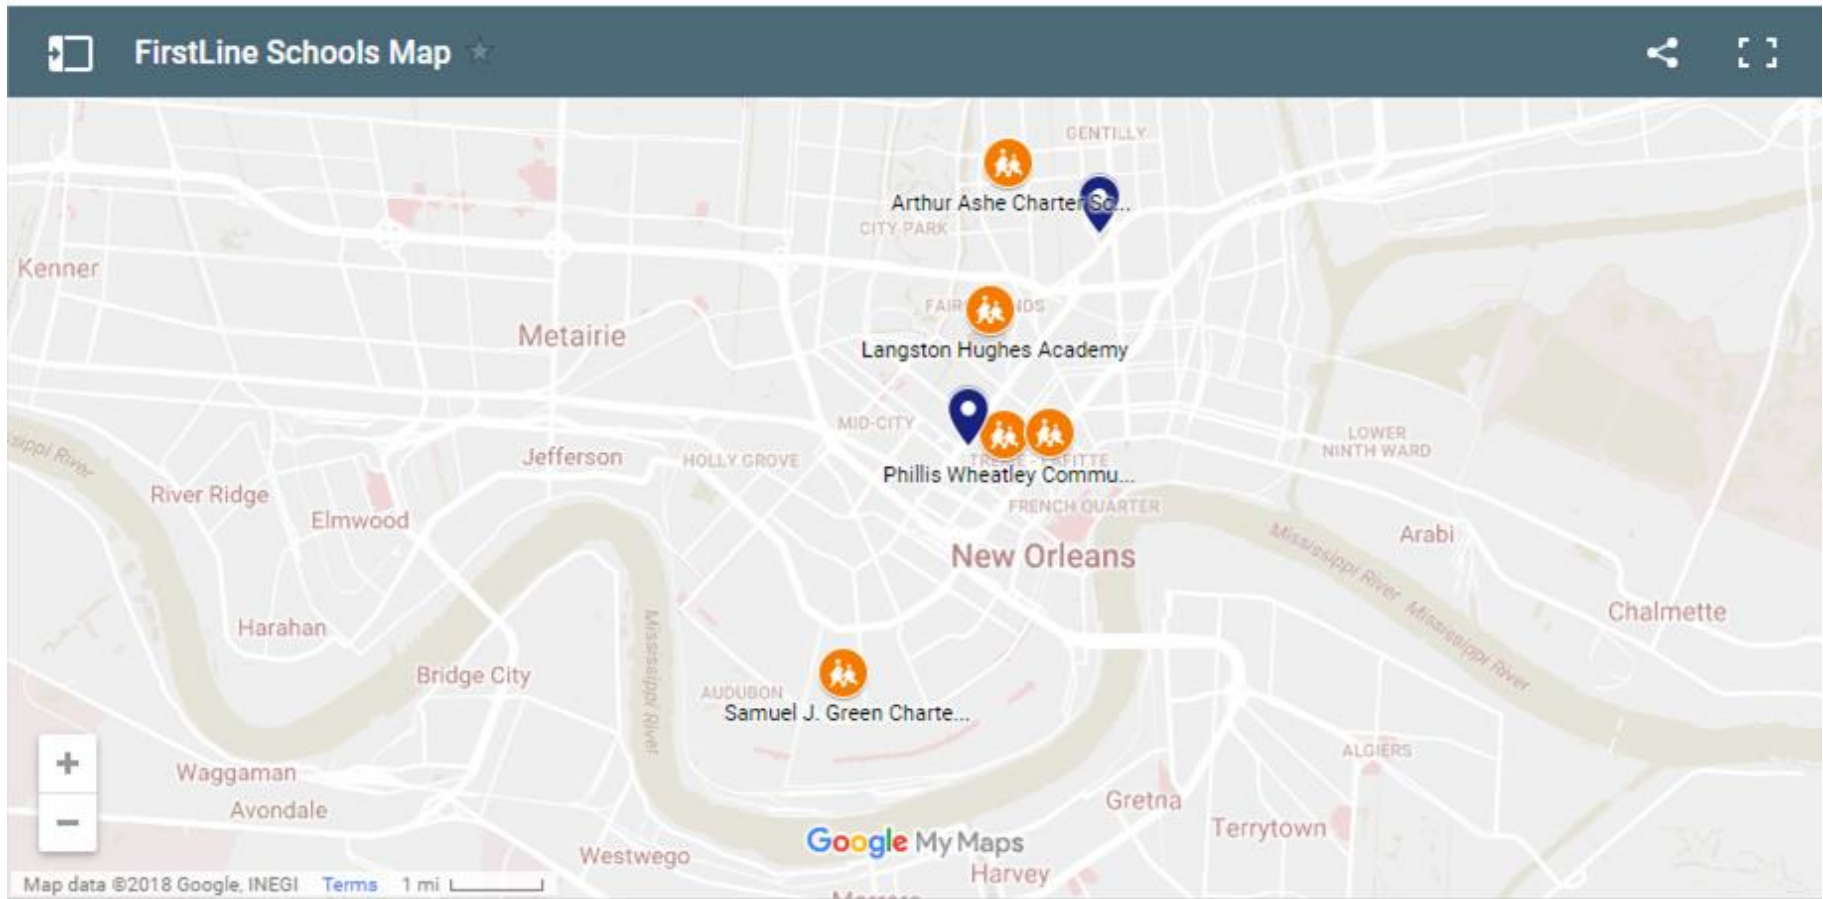 FirstLine Schools Map
GENTILLY
Arthur Ashe Charter Sc...
CITY PARK
Kenner
Metairie
Langston Hughes Academy
MID-CITY
LOWER
NINTH WARD
Jefferson
HOLLY GROVE
Phillis Wheatley Commu...
River Ridge
FRENCH QUARTER
Elmwood
New Orleans
Arabi
Mississippi River
Mississippi River
Mississippi River
Chalmette
Harahan
Bridge City
AUDUBON
Samuel J. Green Charte...
ALGIERS
Waggaman
Avondale
Gretna
Terrytown
Google My Maps
Westwego
Harvey
Map data ©2018 Google, INEGI Terms 1 mi